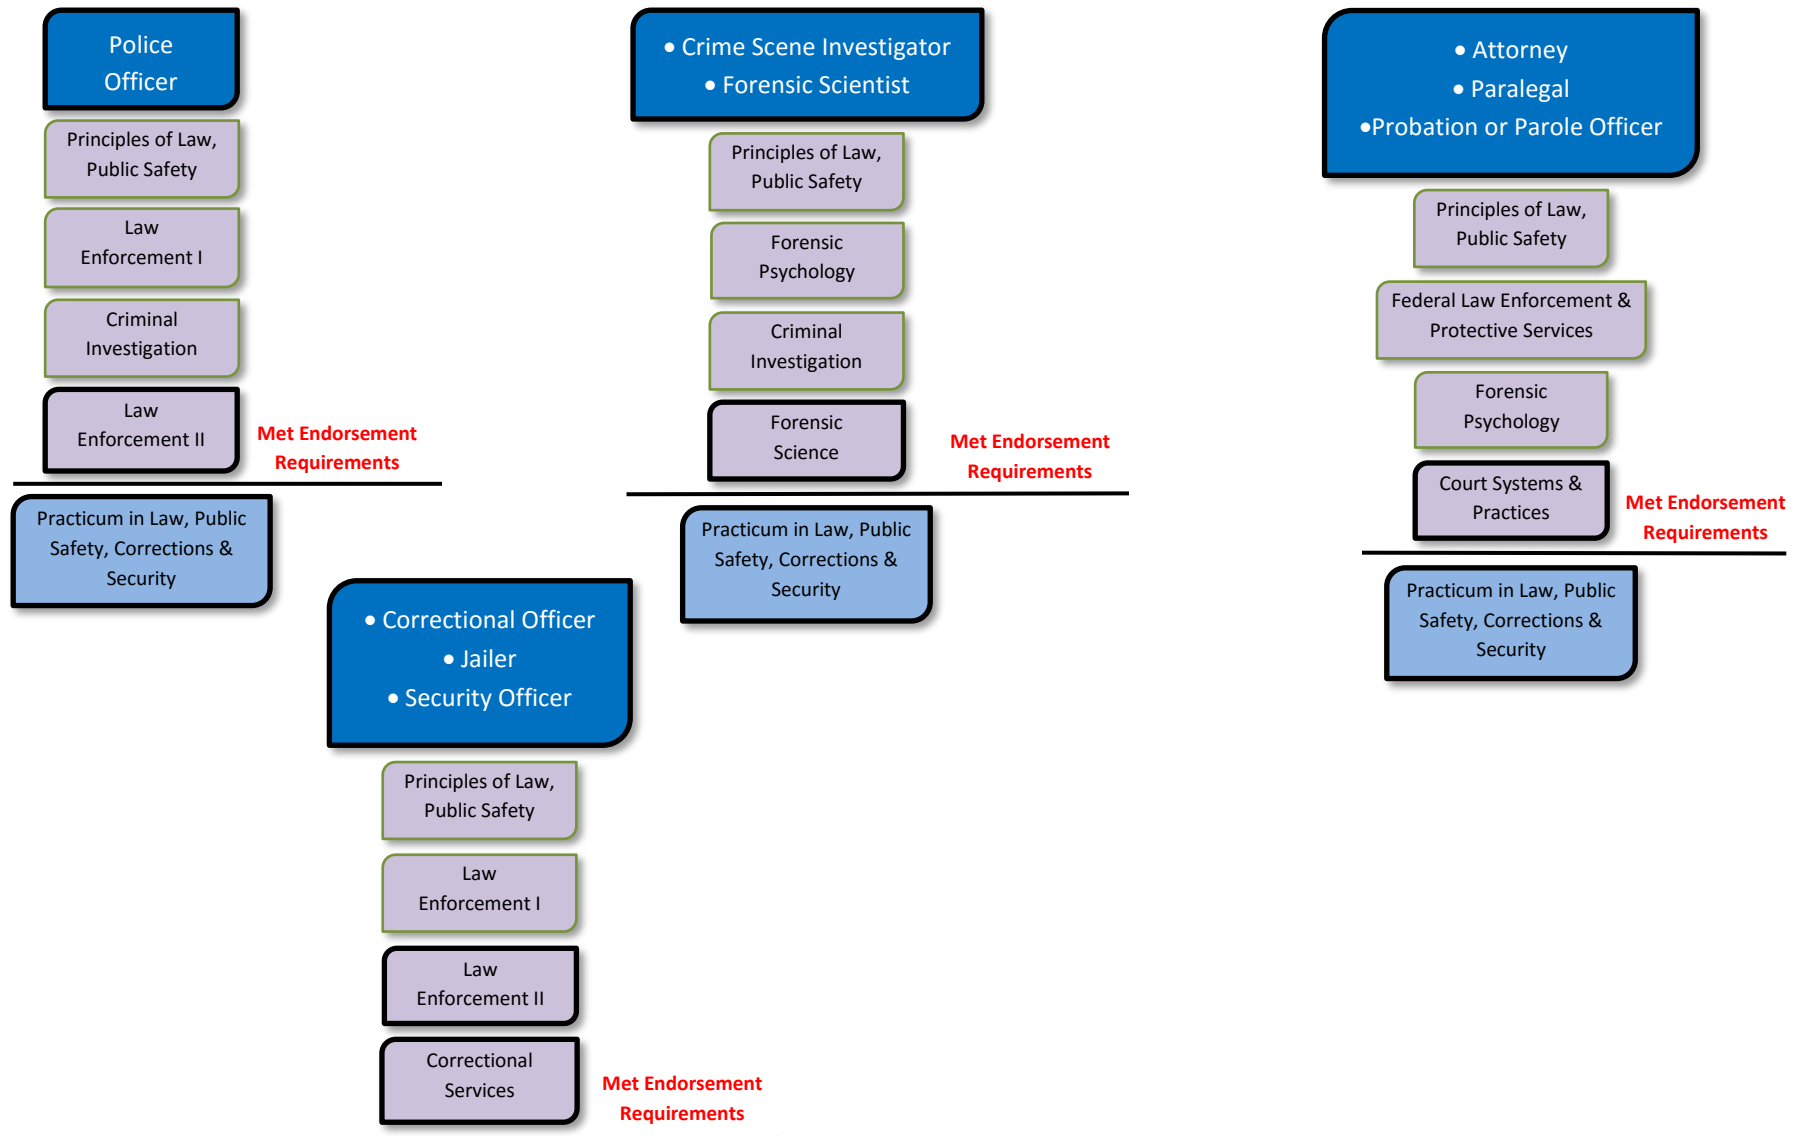 Police
Officer
Principles of Law,
Public Safety
Law
Enforcement I
Criminal
Investigation
Law
Enforcement II
Met Endorsement
Requirements
Practicum in Law, Public
Safety, Corrections &
Security
• Crime Scene Investigator
• Forensic Scientist
Principles of Law,
Public Safety
Forensic
Psychology
Criminal
Investigation
Forensic
Science
Met Endorsement
Requirements
Practicum in Law, Public
Safety, Corrections &
Security
• Attorney
• Paralegal
•Probation or Parole Officer
Principles of Law,
Public Safety
Federal Law Enforcement &
Protective Services
Forensic
Psychology
Court Systems &
Practices
Met Endorsement
Requirements
Practicum in Law, Public
Safety, Corrections &
Security
• Correctional Officer
• Jailer
• Security Officer
Principles of Law,
Public Safety
Law
Enforcement I
Law
Enforcement II
Correctional
Services
Met Endorsement
Requirements